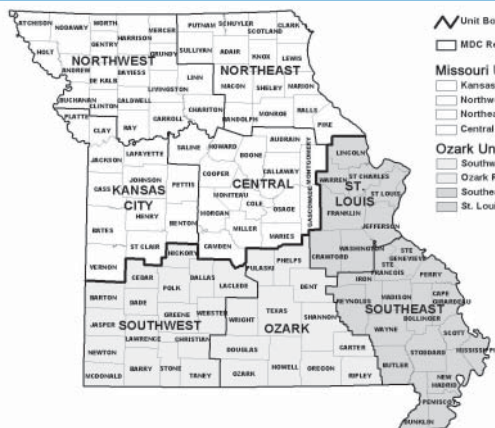 ATCHISON
NODAWAY
WORTH
HARRISON
MERCER
PUTNAM
SCHUYLER
SCOTLAND
CLARK
GENTRY
SULLIVAN
ADAIR
KNOX
LEWIS
HOLT
ANDREW
DE KALB
DAVIESS
GRUNDY
NORTHWEST
NORTHEAST
LINN
MACON
SHELBY
MARION
BUCHANAN
CLINTON
CALDWELL
LIVINGSTON
CHARITON
RANDOLPH
MONROE
RALLS
PIKE
PLATTE
CLAY
RAY
CARROLL
JACKSON
LAFAYETTE
SALINE
HOWARD
BOONE
AUDRAIN
CALLAWAY
MONTGOMERY
LINCOLN
WARREN
ST CHARLES
CASS
JOHNSON
PETTIS
COOPER
MONITEAU
COLE
OSAGE
GASCONADE
KANSAS
CITY
CENTRAL
ST.
LOUIS
ST LOUIS
FRANKLIN
JEFFERSON
BATES
HENRY
BENTON
MORGAN
MILLER
MARIES
CAMDEN
ST CLAIR
VERNON
HICKORY
CRAWFORD
WASHINGTON
STE
GENEVIEVE
STE
FRANCIS
PERRY
CEDAR
POLK
DALLAS
LACLEDE
PULASKI
PHELPS
DENT
IRON
MADISON
CAPE
GIRARDEAU
BOLLINGER
BARTON
DADE
GREENE
WEBSTER
WRIGHT
TEXAS
SHANNON
REYNOLDS
SOUTHEAST
WAYNE
SCOTT
JASPER
SOUTHWEST
OZARK
LAWRENCE
CHRISTIAN
DOUGLAS
CARTER
STODDARD
MISSISSIPPI
NEWTON
MCDONALD
BARRY
STONE
TANEY
OZARK
HOWELL
OREGON
RIPLEY
BUTLER
NEW
MADRID
PEMISCOT
DUNKLIN
Unit Bo
MDC Re
Missouri U
Kansas
Northw
Northea
Central
Ozark Un
Southw
Ozark R
Southe
St. Loui